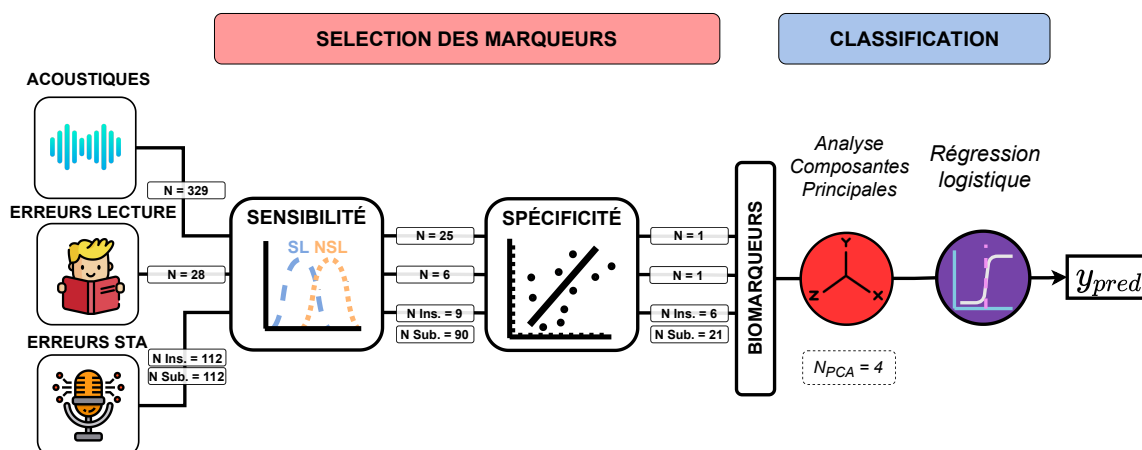 SELECTION DES MARQUEURS
CLASSIFICATION
ACOUSTIQUES
N = 329
ERREURS LECTURE
N = 28
ERREURS STA
N Ins. = 112
N Sub. = 112
SENSIBILITÉ
SL NSL
N = 25
N = 6
N Ins. = 9
N Sub. = 90
SPÉCIFICITÉ
N = 1
N = 1
N Ins. = 6
N Sub. = 21
BIOMARQUEURS
Analyse
Composantes
Principales
Y
Z X
N_PCA = 4
Régression
logistique
y_pred